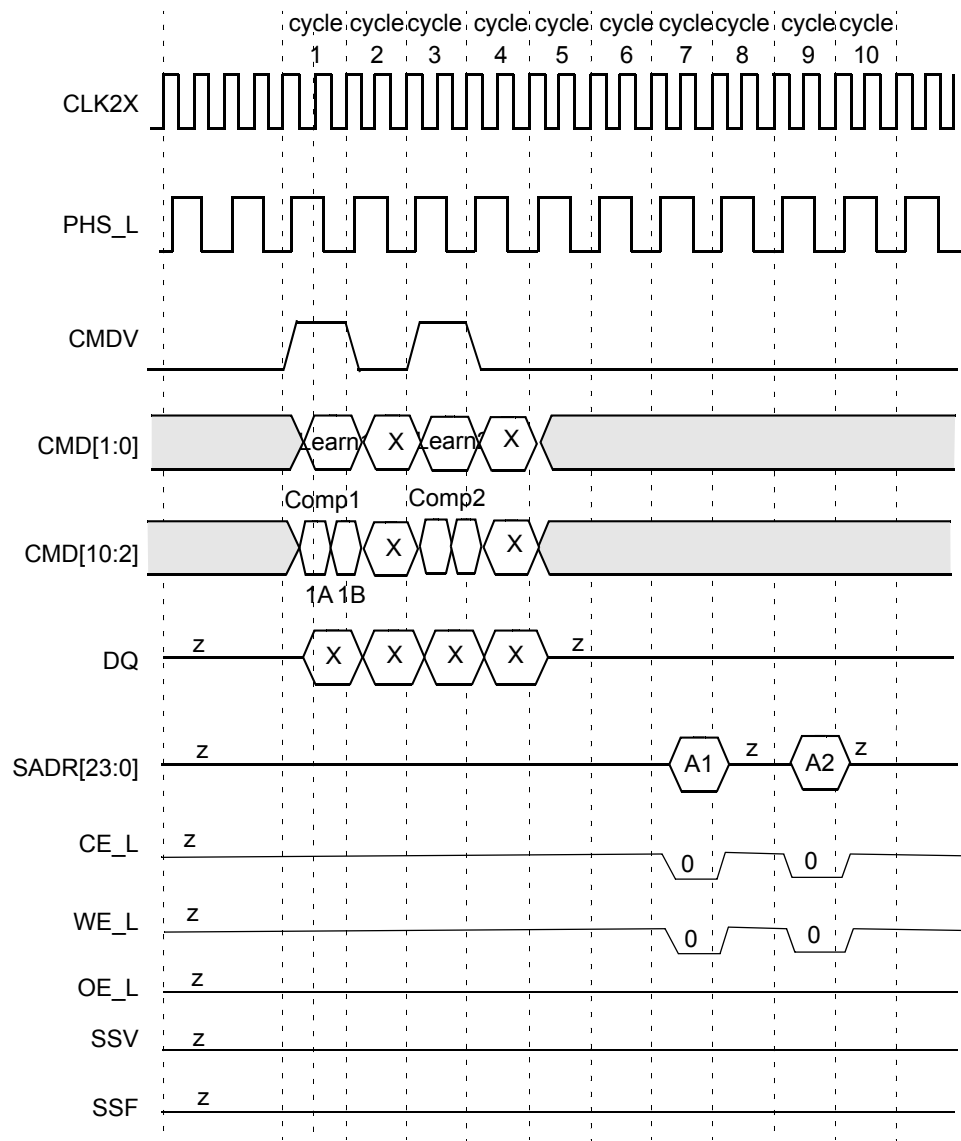 cycle cycle cycle cycle cycle cycle cycle cycle cycle cycle
1 2 3 4 5 6 7 8 9 10
CLK2X
PHS_L
CMDV
CMD[1:0] Learn1 X Learn2 X
Comp1 Comp2
CMD[10:2] X X
1A 1B
DQ z X X X X z
SADR[23:0] z A1 z A2 z
CE_L z 0 0
WE_L z 0 0
OE_L z
SSV z
SSF z